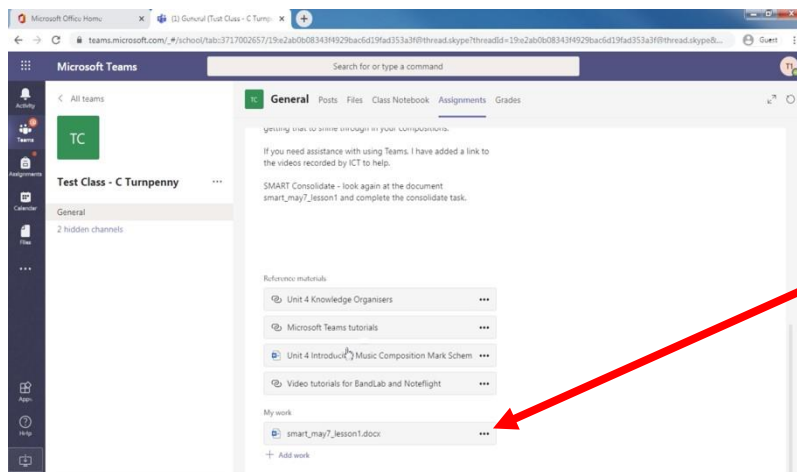 Microsoft Office Home
(1) General (Test Class - C Turnp
teams.microsoft.com/_#/school/tab::3717002657/19:e2ab0b08343f4929bac6d19fad353a3f@thread.skype?threadId=19:e2ab0b08343f4929bac6d19fad353a3f@thread.skype&...
Guest
Microsoft Teams
Search for or type a command
T1
Activity
Teams
Assignments
Calendar
Files
Apps
Help
All teams
TC
Test Class - C Turnpenny
General
2 hidden channels
TC General Posts Files Class Notebook Assignments Grades
getting that to shine through in your compositions.
If you need assistance with using Teams. I have added a link to
the videos recorded by ICT to help.
SMART Consolidate - look again at the document
smart_may7_lesson1 and complete the consolidate task.
Reference materials
Unit 4 Knowledge Organisers
Microsoft Teams tutorials
Unit 4 Introduc Music Composition Mark Schem
Video tutorials for BandLab and Noteflight
My work
smart_may7_lesson1.docx
+ Add work